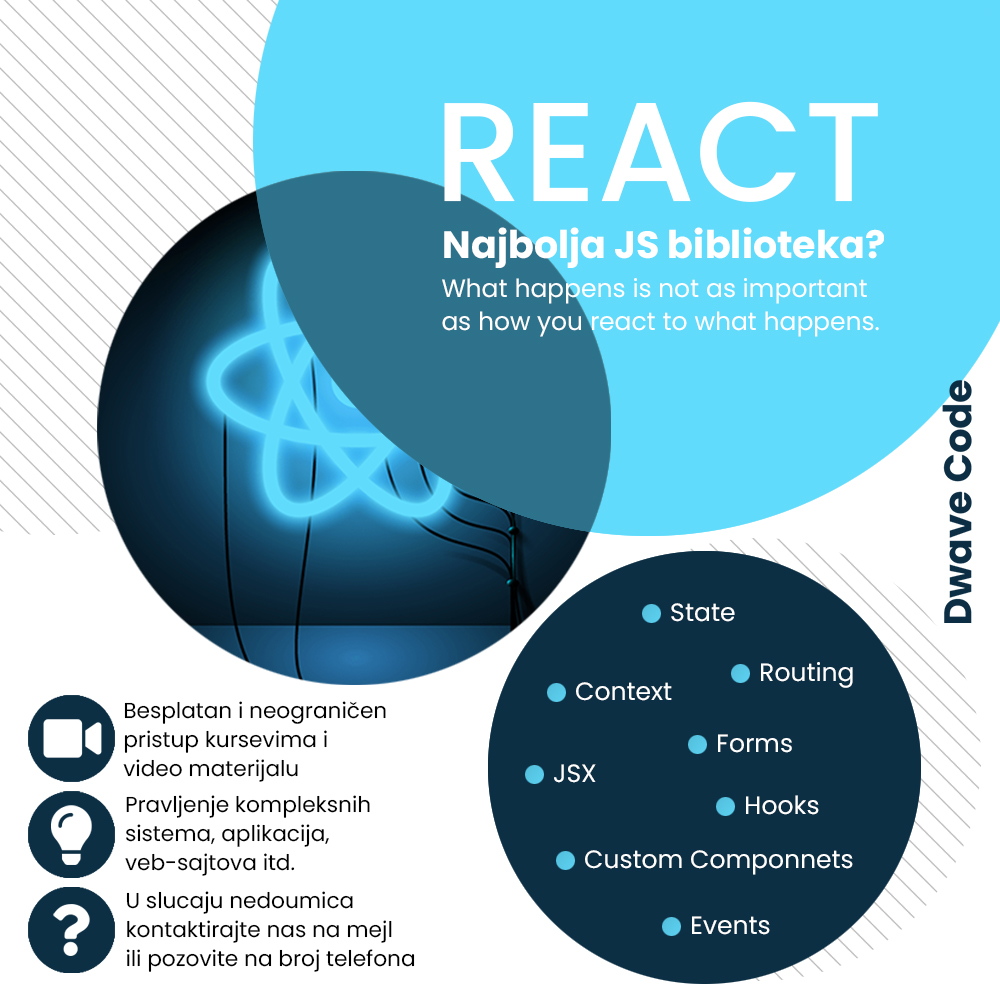 REACT
Najbolja JS biblioteka?
What happens is not as important
as how you react to what happens.
Dwave Code
State
Routing
Context
Forms
JSX
Hooks
Custom Componnets
Events
Besplatan i neograničen
pristup kursevima i
video materijalu
Pravljenje kompleksnih
sistema, aplikacija,
veb-sajtova itd.
U slucaju nedoumica
kontaktirajte nas na mejl
ili pozovite na broj telefona